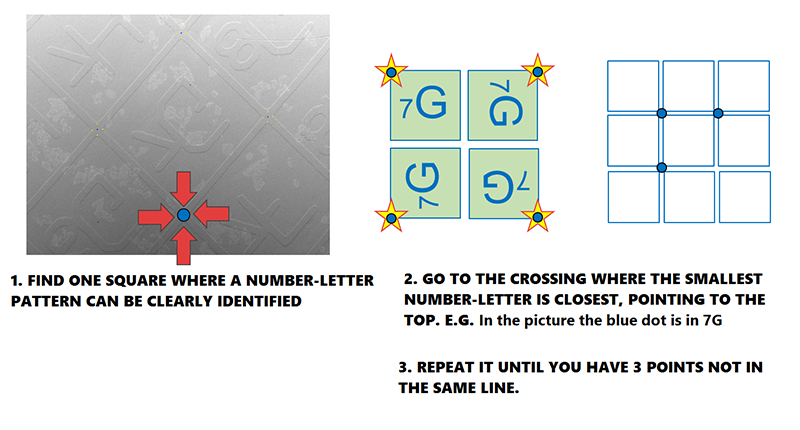 7G
7G
7G
7G
1. FIND ONE SQUARE WHERE A NUMBER-LETTER
PATTERN CAN BE CLEARLY IDENTIFIED
2. GO TO THE CROSSING WHERE THE SMALLEST
NUMBER-LETTER IS CLOSEST, POINTING TO THE
TOP. E.G. In the picture the blue dot is in 7G
3. REPEAT IT UNTIL YOU HAVE 3 POINTS NOT IN
THE SAME LINE.